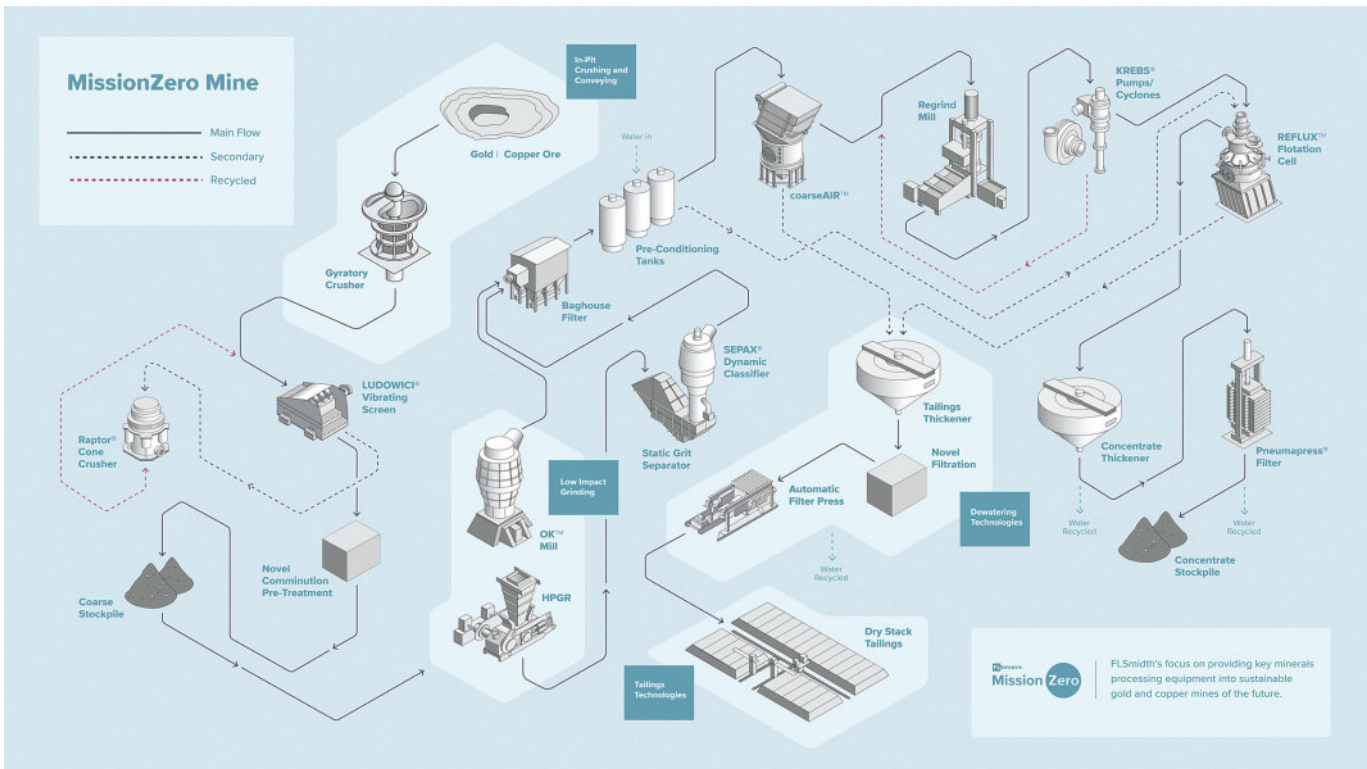 MissionZero Mine
Main Flow
Secondary
Recycled
In-Pit
Crushing and
Conveying
Gold | Copper Ore
Gyratory
Crusher
Water in
Pre-Conditioning
Tanks
Baghouse
Filter
coarseAIR™
Regrind
Mill
KREBS®
Pumps/
Cyclones
REFLUX™
Flotation
Cell
LUDOWICI®
Vibrating
Screen
Raptor®
Cone
Crusher
SEPAX®
Dynamic
Classifier
Static Grit
Separator
Tailings
Thickener
Novel
Filtration
Automatic
Filter Press
Concentrate
Thickener
Pneumapress®
Filter
Low Impact
Grinding
OK™
Mill
HPGR
Dewatering
Technologies
Water
Recycled
Water
Recycled
Water
Recycled
Concentrate
Stockpile
Novel
Comminution
Pre-Treatment
Coarse
Stockpile
Dry Stack
Tailings
Tailings
Technologies
FLSMIDTH
Mission Zero
FLSmidth's focus on providing key minerals
processing equipment into sustainable
gold and copper mines of the future.